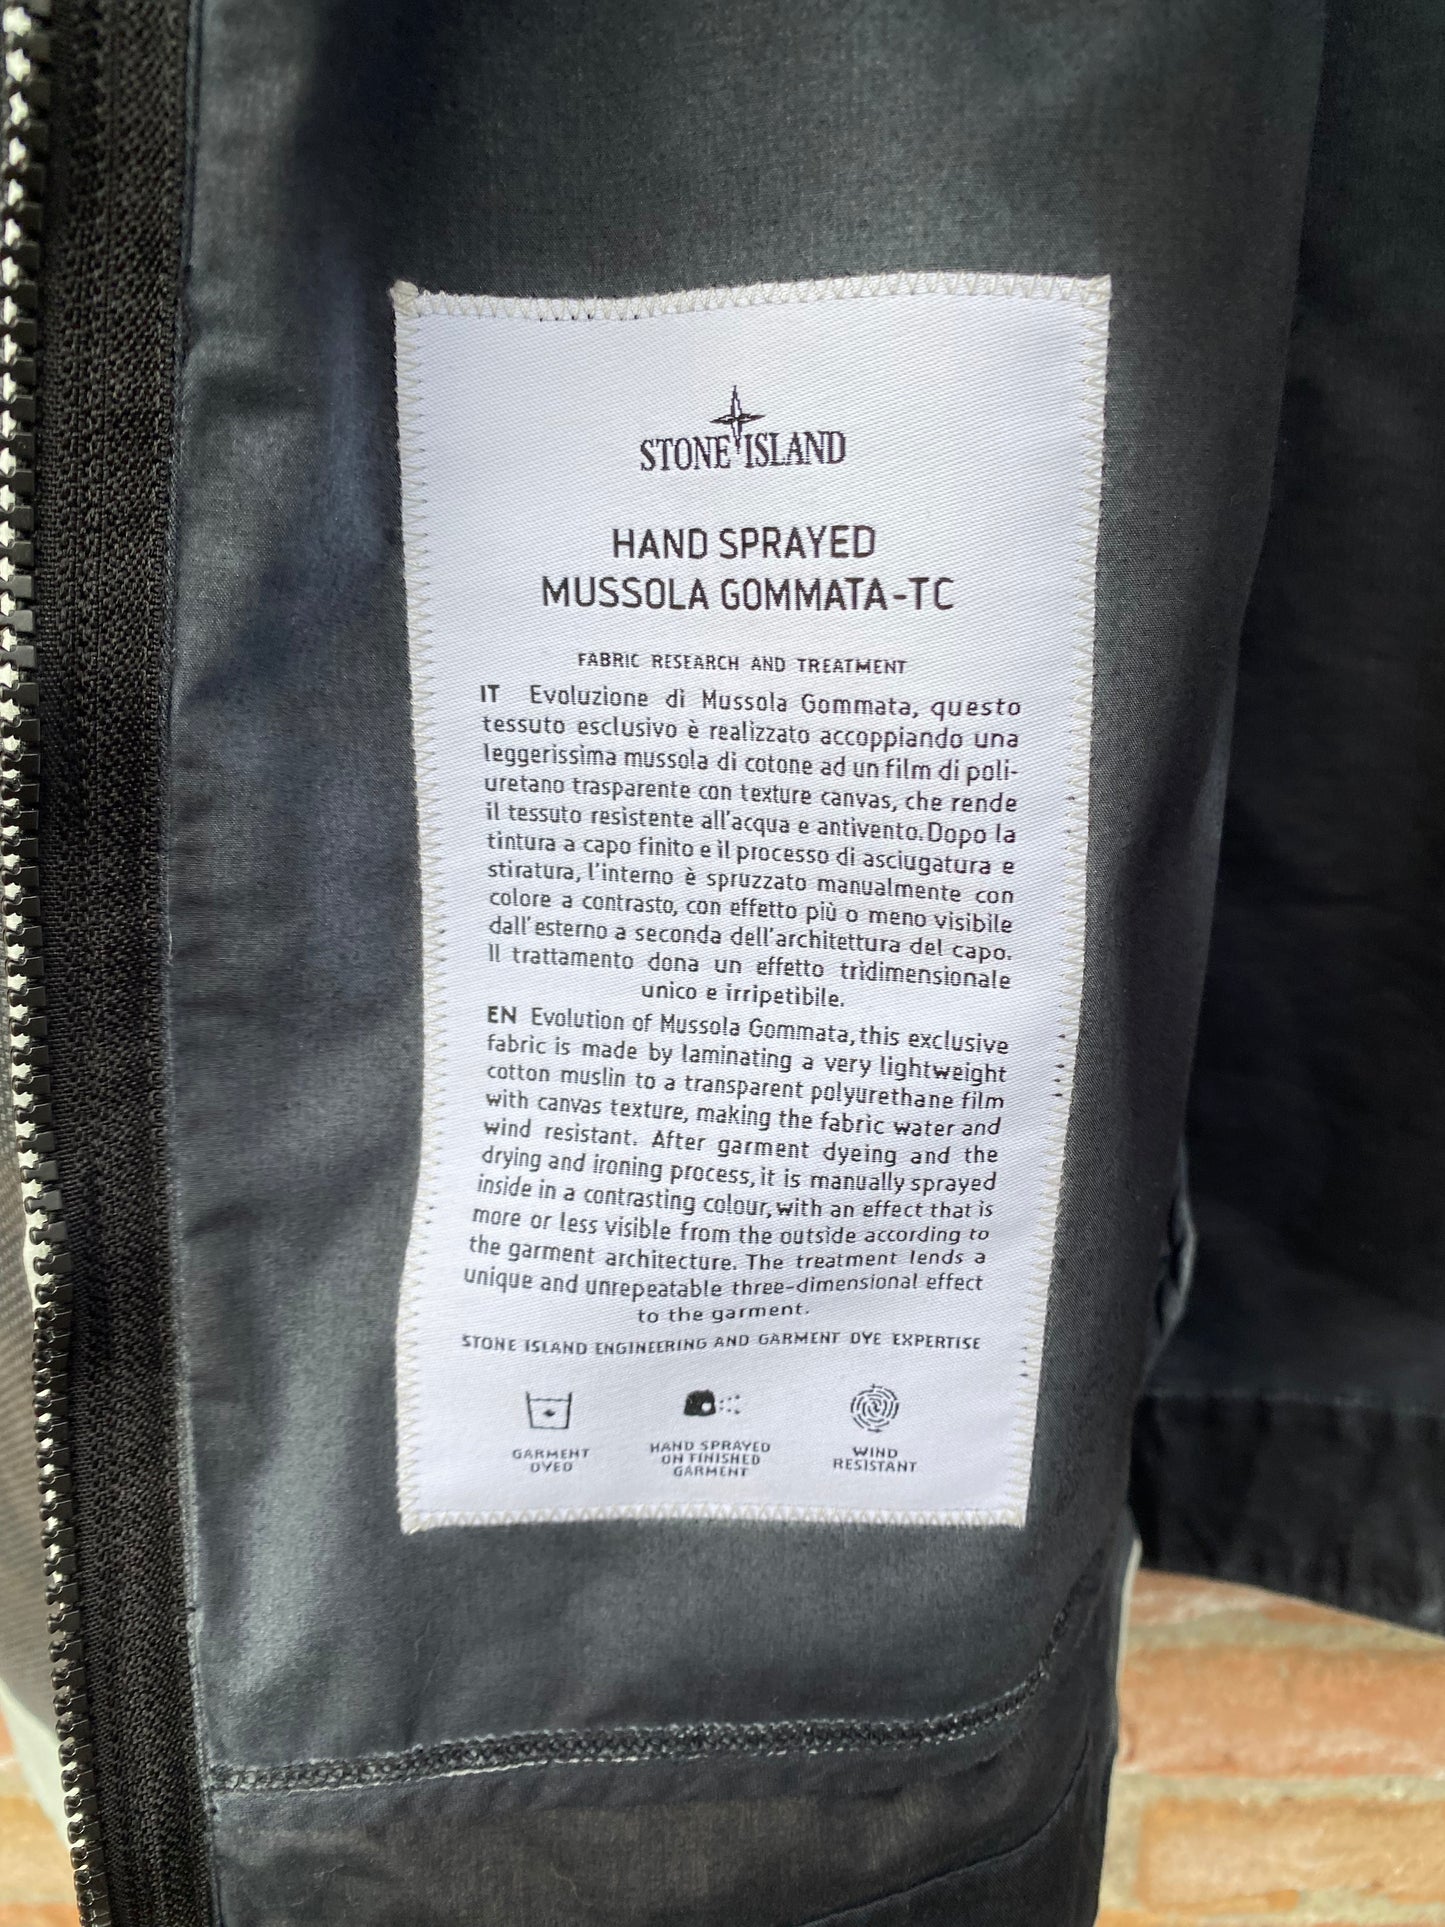 STONE ISLAND
HAND SPRAYED
MUSSOLA GOMMATA-TC
FABRIC RESEARCH AND TREATMENT
IT Evoluzione di Mussola Gommata, questo
tessuto esclusivo è realizzato accoppiando una
leggerissima mussola di cotone ad un film di poli-
uretano trasparente con texture canvas, che rende
il tessuto resistente all'acqua e antivento. Dopo la
tintura a capo finito e il processo di asciugatura e
stiratura, l'interno è spruzzato manualmente con
colore a contrasto, con effetto più o meno visibile
dall'esterno a seconda dell'architettura del capo.
Il trattamento dona un effetto tridimensionale
unico e irripetibile.
EN Evolution of Mussola Gommata, this exclusive
fabric is made by laminating a very lightweight
cotton muslin to a transparent polyurethane film
with canvas texture, making the fabric water and
wind resistant. After garment dyeing and the
drying and ironing process, it is manually sprayed
inside in a contrasting colour, with an effect that is
more or less visible from the outside according to
the garment architecture. The treatment lends a
unique and unrepeatable three-dimensional effect
to the garment.
STONE ISLAND ENGINEERING AND GARMENT DYE EXPERTISE
GARMENT
DYED
HAND SPRAYED
ON FINISHED
GARMENT
WIND
RESISTANT